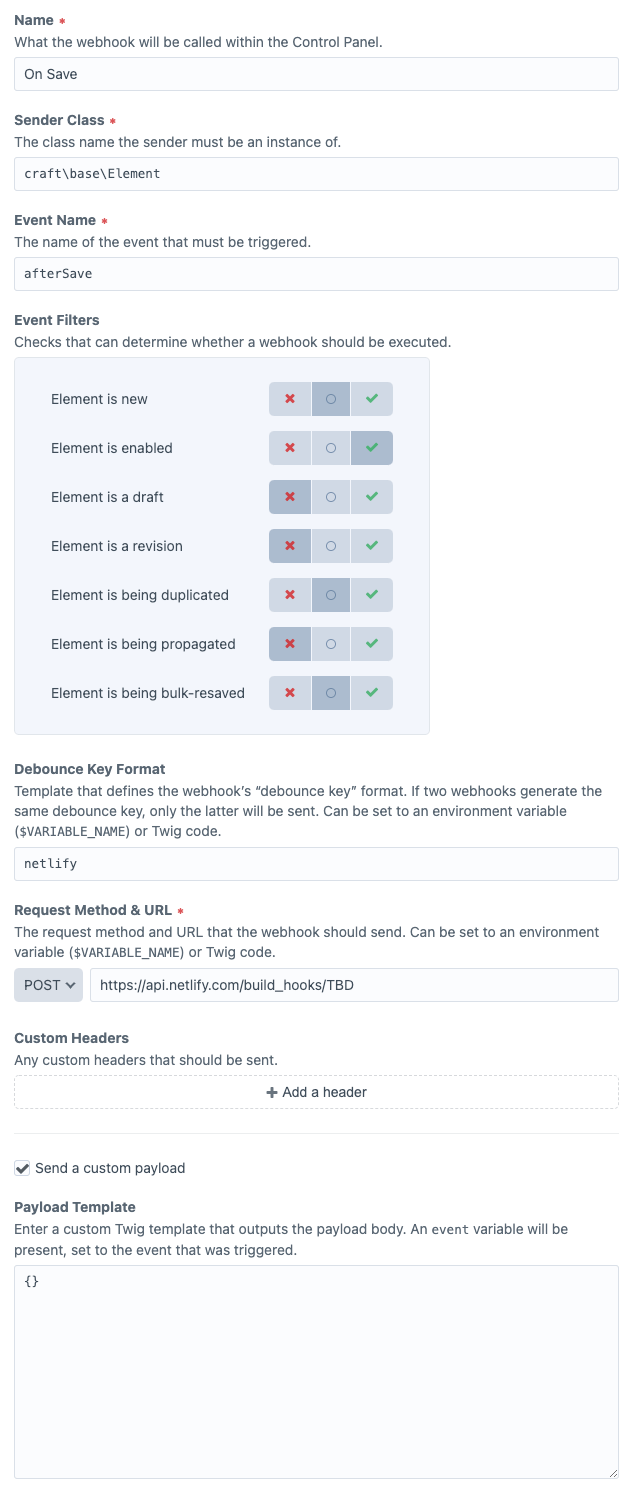 Name *
What the webhook will be called within the Control Panel.
On Save
Sender Class *
The class name the sender must be an instance of.
craft\base\Element
Event Name *
The name of the event that must be triggered.
afterSave
Event Filters
Checks that can determine whether a webhook should be executed.
Element is new
Element is enabled
Element is a draft
Element is a revision
Element is being duplicated
Element is being propagated
Element is being bulk-resaved
Debounce Key Format
Template that defines the webhook’s “debounce key” format. If two webhooks generate the
same debounce key, only the latter will be sent. Can be set to an environment variable
($VARIABLE_NAME) or Twig code.
netlify
Request Method & URL *
The request method and URL that the webhook should send. Can be set to an environment
variable ($VARIABLE_NAME) or Twig code.
POST https://api.netlify.com/build_hooks/TBD
Custom Headers
Any custom headers that should be sent.
+ Add a header
Send a custom payload
Payload Template
Enter a custom Twig template that outputs the payload body. An event variable will be
present, set to the event that was triggered.
{}